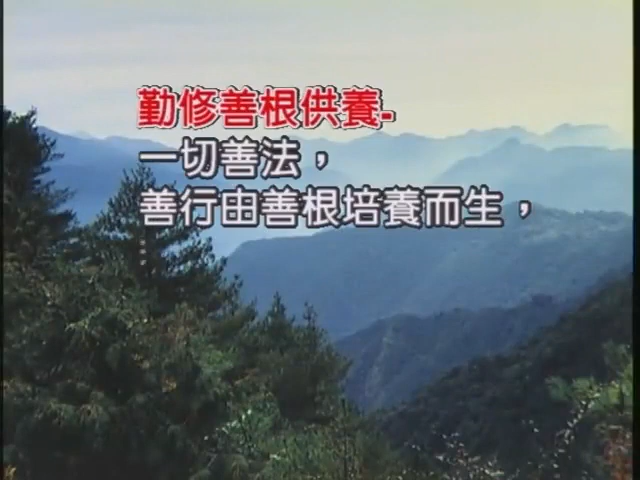 勤修善根供養-
一切善法，
善行由善根培養而生，